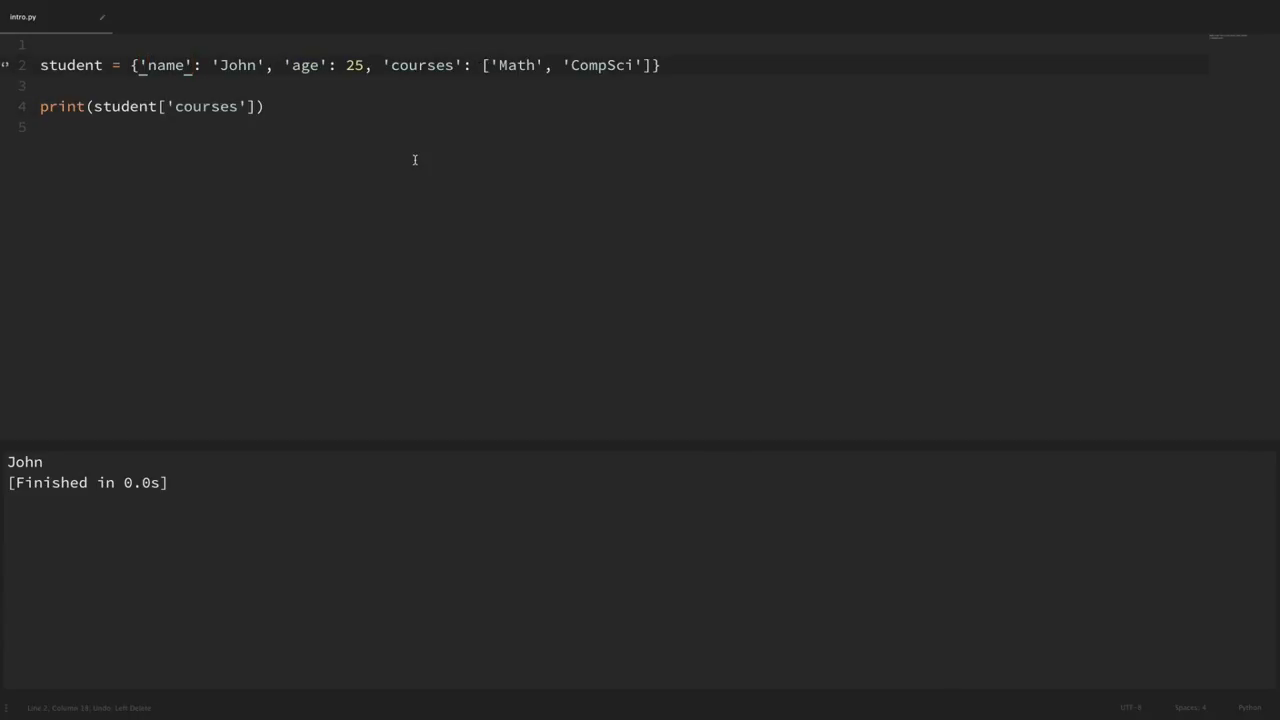 intro.py
1
2 student = {'name': 'John', 'age': 25, 'courses': ['Math', 'CompSci']}
3
4 print(student['courses'])
5
John
[Finished in 0.0s]
Line 2, Column 13; Undo: Left Delete
UTF-8 Spaces: 4 Python